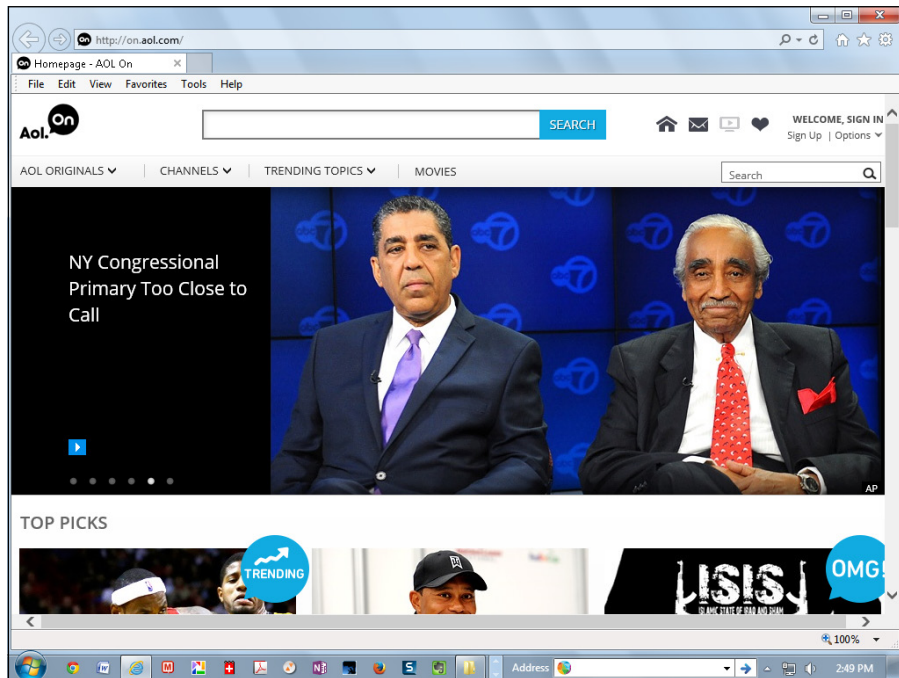 http://on.aol.com/
Homepage - AOL On
File Edit View Favorites Tools Help
Aol.On
SEARCH
WELCOME, SIGN IN
Sign Up | Options
AOL ORIGINALS
CHANNELS
TRENDING TOPICS
MOVIES
Search
NY Congressional
Primary Too Close to
Call
abc 7
AP
TOP PICKS
TRENDING
ISIS
ISLAMIC STATE OF IRAQ AND SHAM
OMG!
100%
Address
2:49 PM